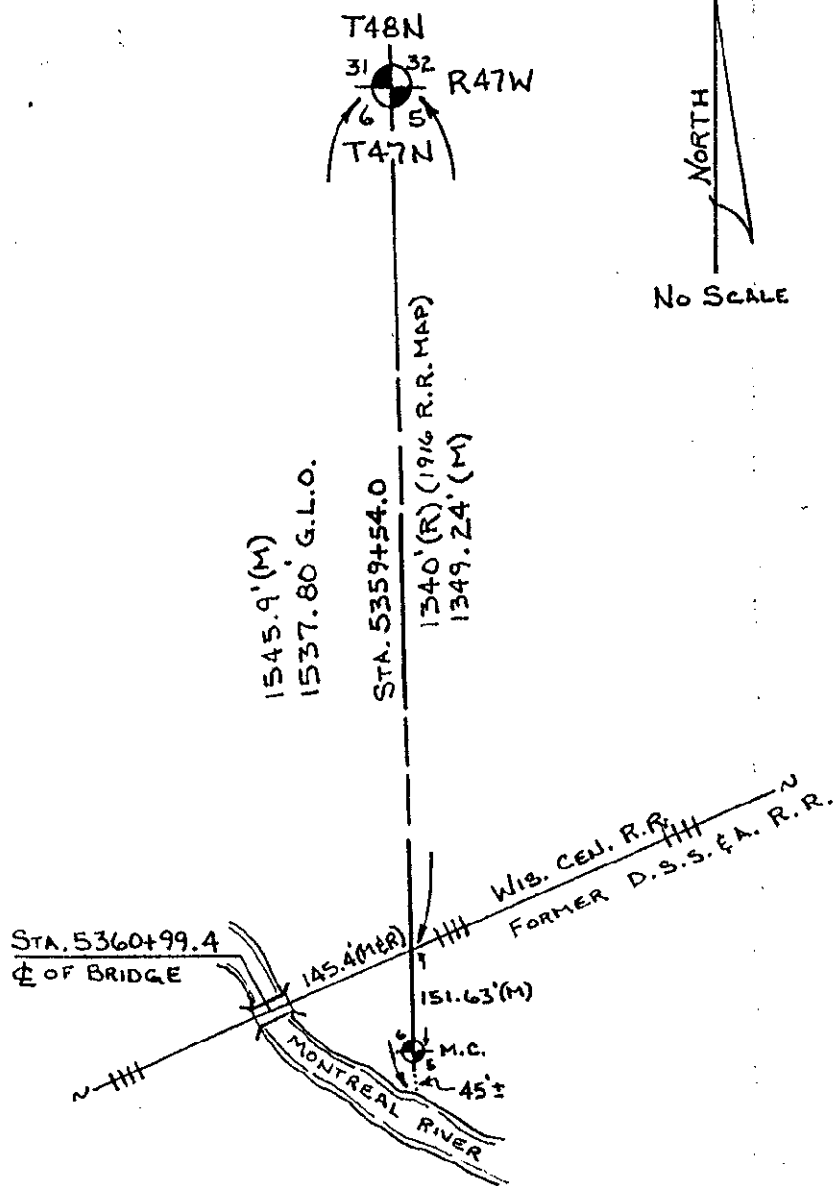 T48N
31 32
R47W
6 5
T47N
NORTH
No SCALE
1545.9'(M)
1537.80' G.L.O.
STA. 5359+54.0
1340'(R) (1916 R.R. MAP)
1349.24'(M)
WIS. CEN. R.R.
FORMER D.S.S. & A. R.R.
STA. 5360+99.4
℄ OF BRIDGE
145.4'(M&R)
151.63'(M)
6
M.C.
5
45'±
MONTREAL RIVER